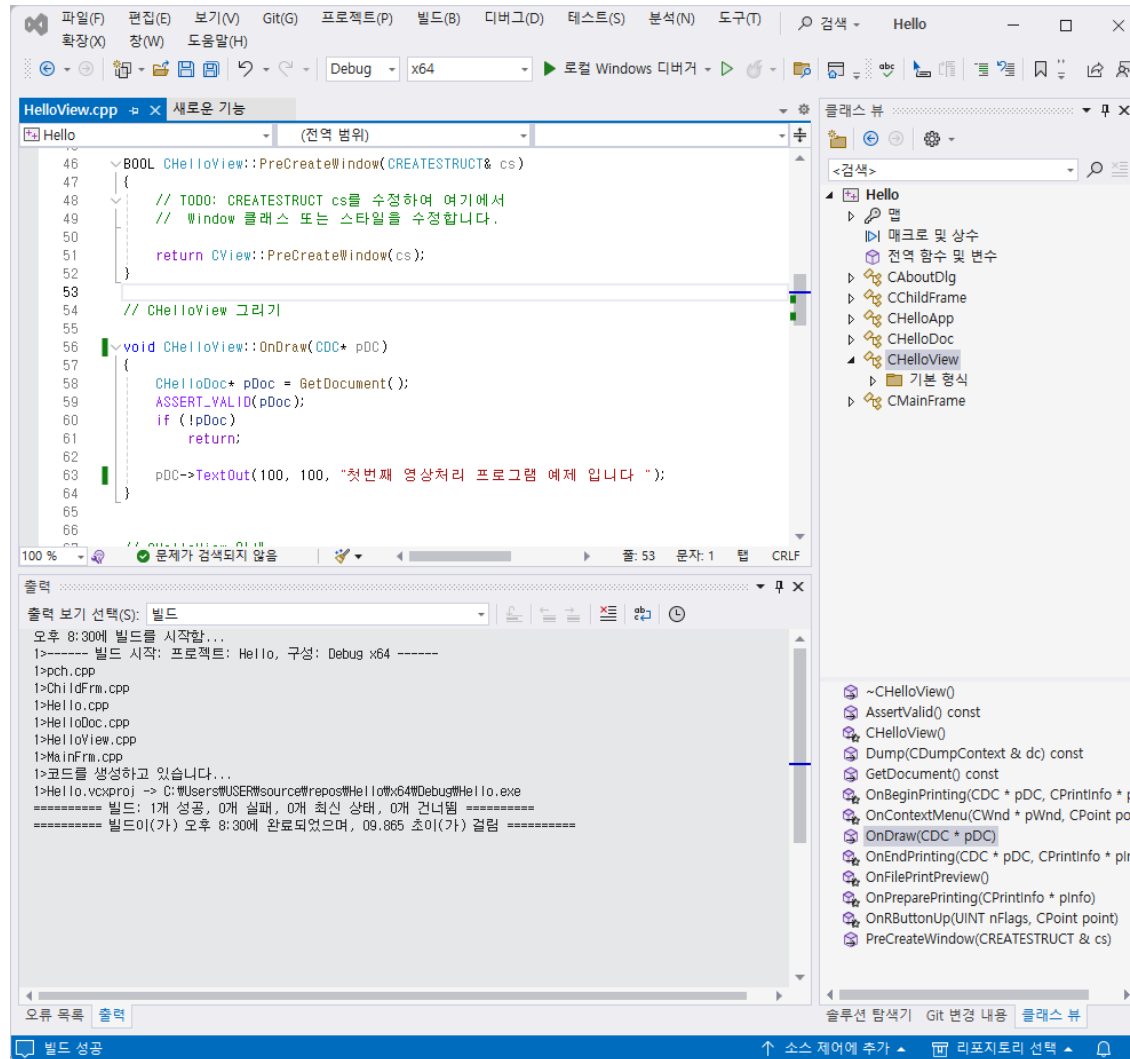 파일(F) 편집(E) 보기(V) Git(G) 프로젝트(P) 빌드(B) 디버그(D) 테스트(S) 분석(N) 도구(T) 검색 Hello
확장(X) 창(W) 도움말(H)
Debug x64 로컬 Windows 디버거
HelloView.cpp 새로운 기능
Hello (전역 범위)
46 BOOL CHelloView::PreCreateWindow(CREATESTRUCT& cs)
47 {
48 // TODO: CREATESTRUCT cs를 수정하여 여기에서
49 // Window 클래스 또는 스타일을 수정합니다.
50
51 return CView::PreCreateWindow(cs);
52 }
53
54 // CHelloView 그리기
55
56 void CHelloView::OnDraw(CDC* pDC)
57 {
58 CHelloDoc* pDoc = GetDocument();
59 ASSERT_VALID(pDoc);
60 if (!pDoc)
61 return;
62
63 pDC->TextOut(100, 100, "첫번째 영상처리 프로그램 예제 입니다 ");
64 }
65
66
100 % 문제가 검색되지 않음 줄: 53 문자: 1 탭 CRLF
출력
출력 보기 선택(S): 빌드
오후 8:30에 빌드를 시작함...
1>------ 빌드 시작: 프로젝트: Hello, 구성: Debug x64 ------
1>pch.cpp
1>ChildFrm.cpp
1>Hello.cpp
1>HelloDoc.cpp
1>HelloView.cpp
1>MainFrm.cpp
1>코드를 생성하고 있습니다...
1>Hello.vcxproj -> C:₩Users₩USER₩source₩repos₩Hello₩x64₩Debug₩Hello.exe
========== 빌드: 1개 성공, 0개 실패, 0개 최신 상태, 0개 건너뜀 ==========
========== 빌드이(가) 오후 8:30에 완료되었으며, 09.865 초이(가) 걸림 ==========
오류 목록 출력
클래스 뷰
<검색>
Hello
맵
매크로 및 상수
전역 함수 및 변수
CAboutDlg
CChildFrame
CHelloApp
CHelloDoc
CHelloView
기본 형식
CMainFrame
~CHelloView()
AssertValid() const
CHelloView()
Dump(CDumpContext & dc) const
GetDocument() const
OnBeginPrinting(CDC * pDC, CPrintInfo * p
OnContextMenu(CWnd * pWnd, CPoint po
OnDraw(CDC * pDC)
OnEndPrinting(CDC * pDC, CPrintInfo * pIn
OnFilePrintPreview()
OnPreparePrinting(CPrintInfo * pInfo)
OnRButtonUp(UINT nFlags, CPoint point)
PreCreateWindow(CREATESTRUCT & cs)
솔루션 탐색기 Git 변경 내용 클래스 뷰
빌드 성공 소스 제어에 추가 리포지토리 선택